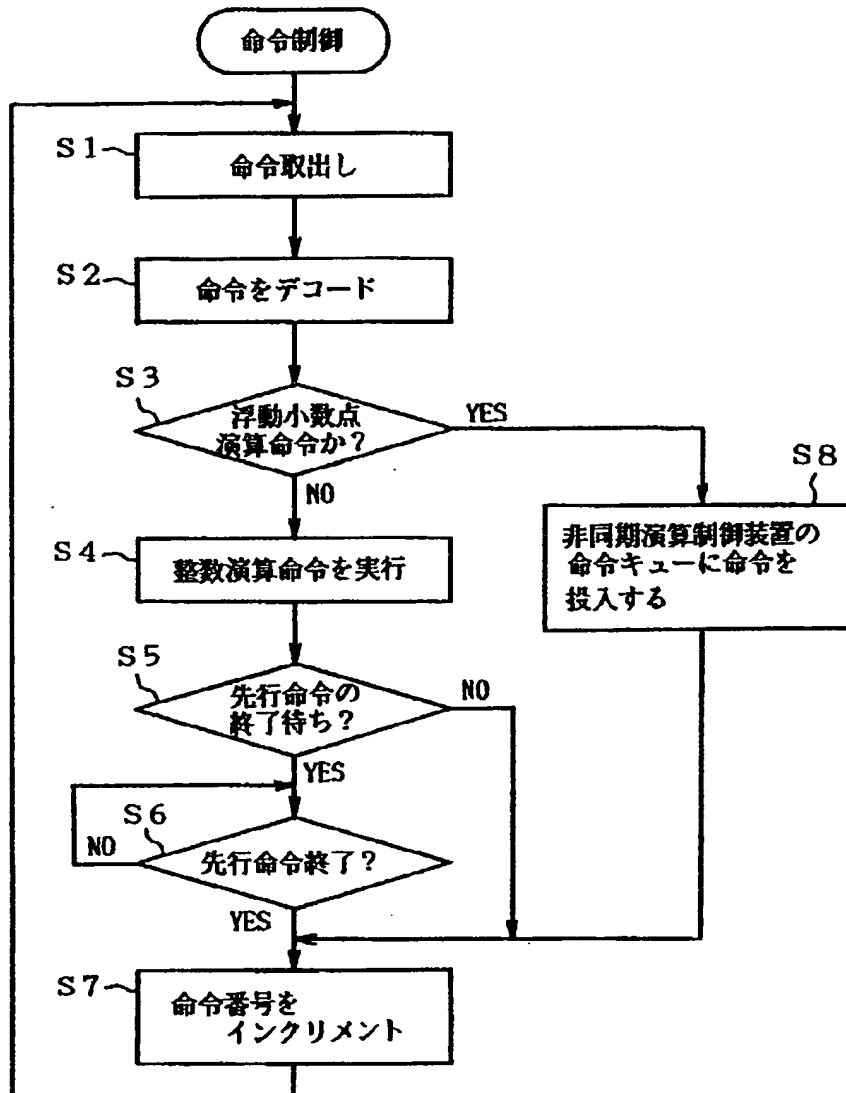 命令制御
S1
命令取出し
S2
命令をデコード
S3
浮動小数点
演算命令か？
YES
NO
S8
非同期演算制御装置の
命令キューに命令を
投入する
S4
整数演算命令を実行
S5
先行命令の
終了待ち？
NO
YES
S6
先行命令終了？
NO
YES
S7
命令番号を
インクリメント